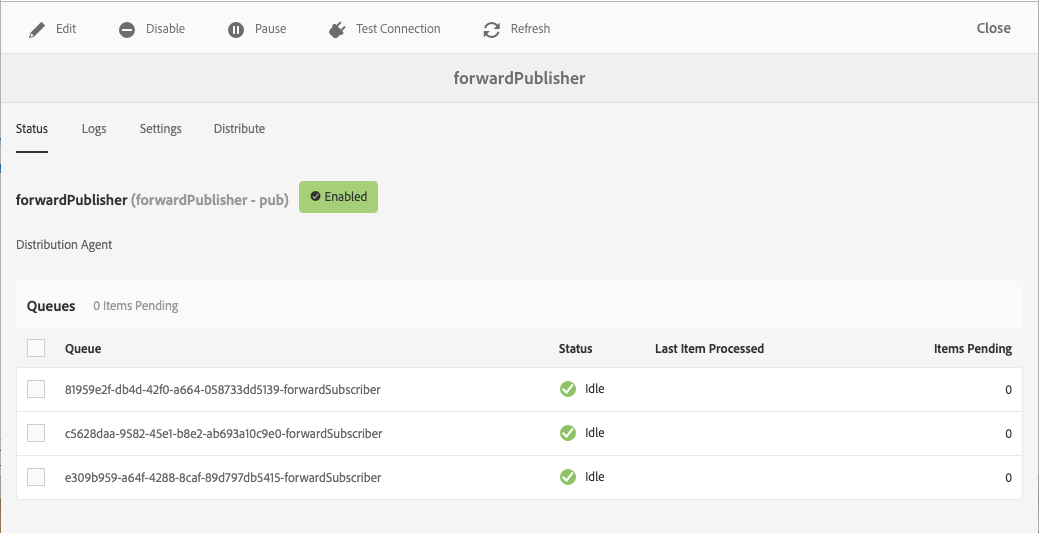 Edit Disable Pause Test Connection Refresh Close
forwardPublisher
Status Logs Settings Distribute
forwardPublisher (forwardPublisher - pub) Enabled
Distribution Agent
Queues 0 Items Pending
Queue Status Last Item Processed Items Pending
81959e2f-db4d-42f0-a664-058733dd5139-forwardSubscriber Idle 0
c5628daa-9582-45e1-b8e2-ab693a10c9e0-forwardSubscriber Idle 0
e309b959-a64f-4288-8caf-89d797db5415-forwardSubscriber Idle 0